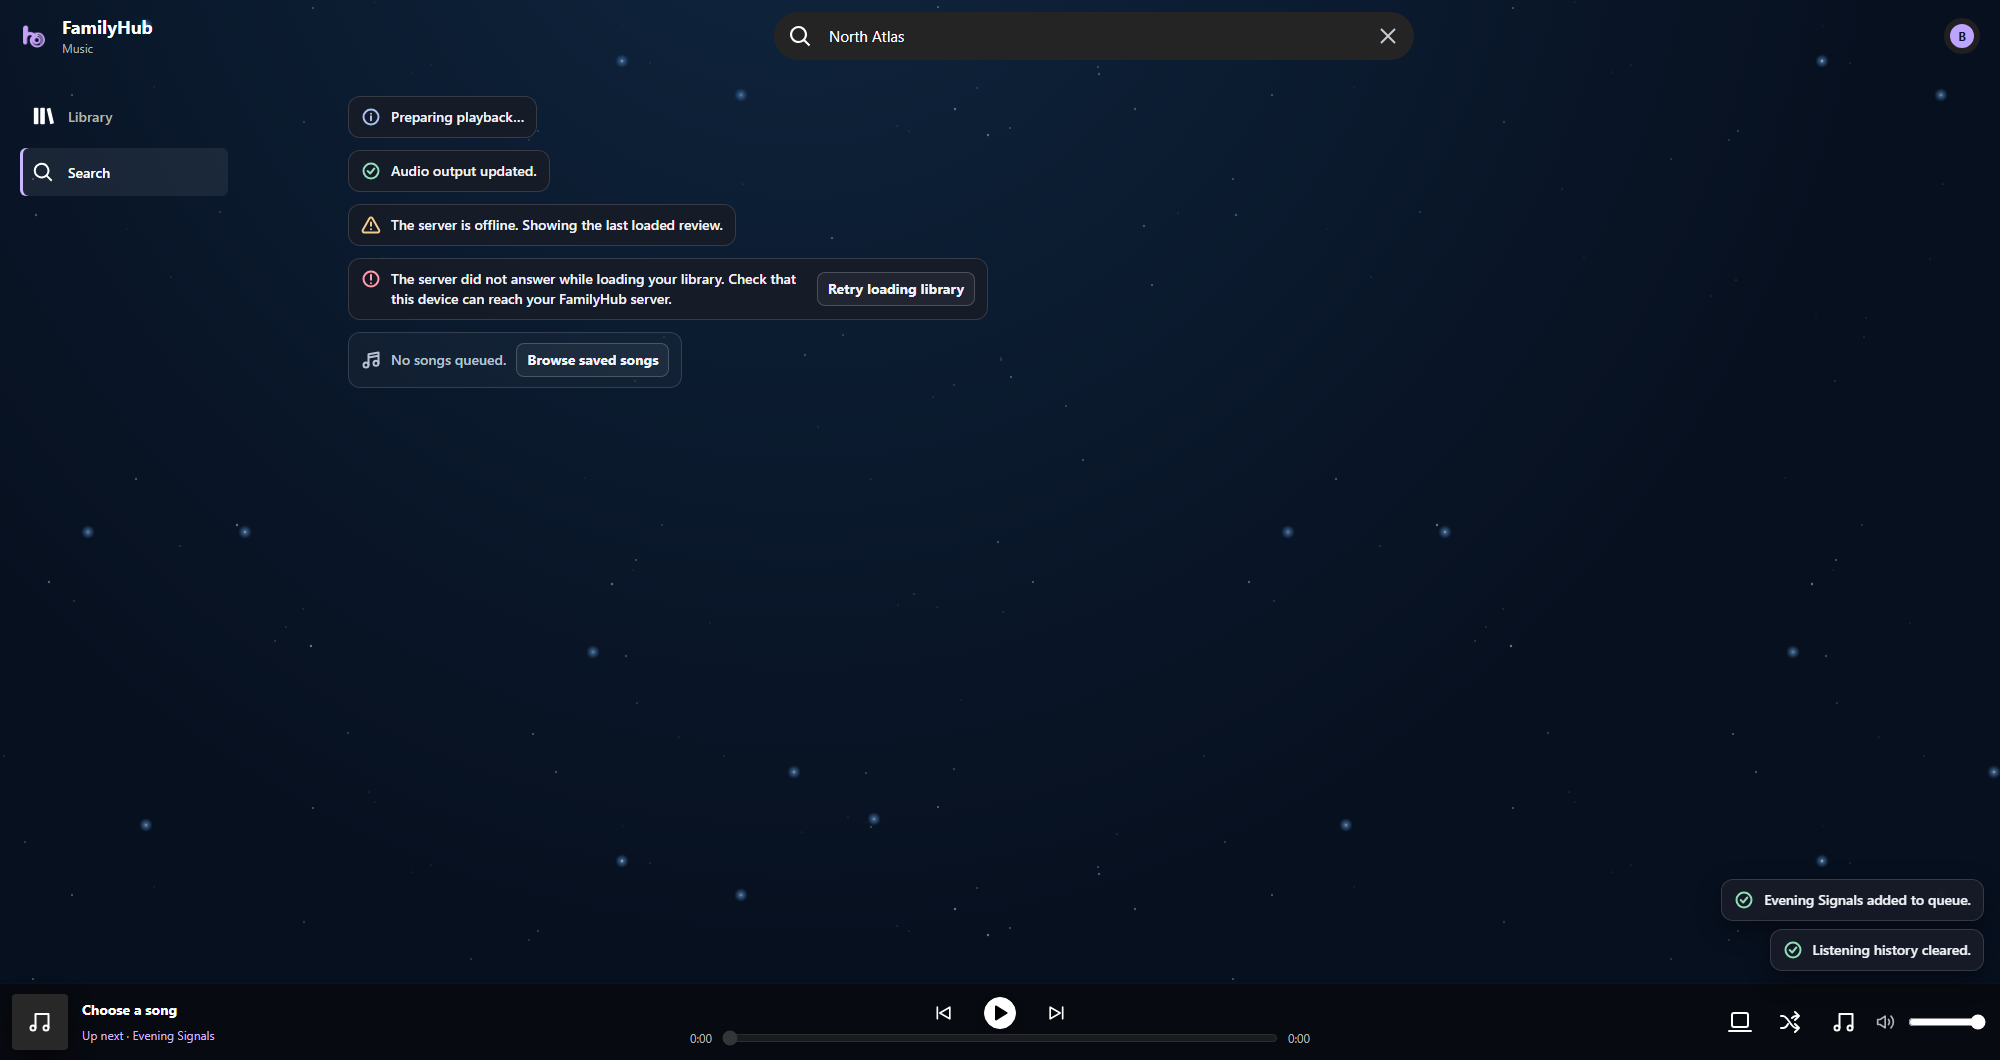 FamilyHub
Music
North Atlas
B
Library
Search
Preparing playback...
Audio output updated.
The server is offline. Showing the last loaded review.
The server did not answer while loading your library. Check that
this device can reach your FamilyHub server.
Retry loading library
No songs queued.
Browse saved songs
Evening Signals added to queue.
Listening history cleared.
Choose a song
Up next · Evening Signals
0:00
0:00